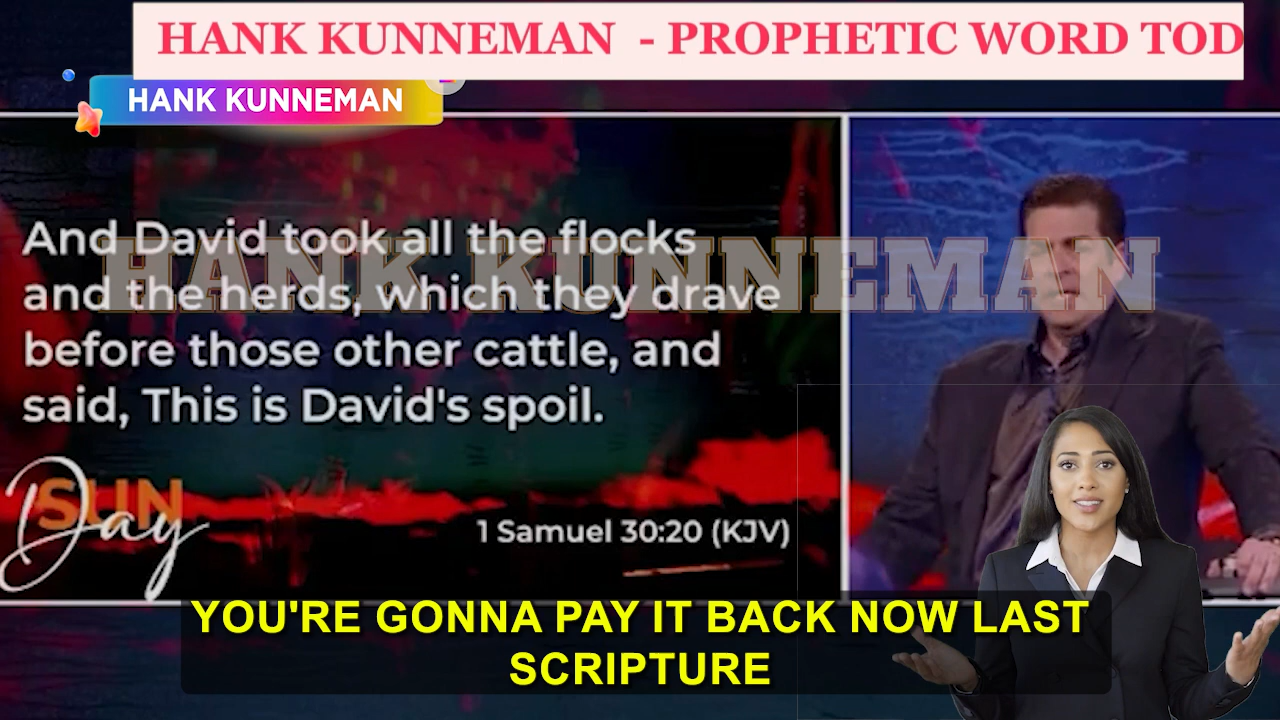 HANK KUNNEMAN - PROPHETIC WORD TOD
HANK KUNNEMAN
And David took all the flocks
and the herds, which they drave
before those other cattle, and
said, This is David's spoil.
HANK KUNNEMAN
SUN
Day
1 Samuel 30:20 (KJV)
YOU'RE GONNA PAY IT BACK NOW LAST
SCRIPTURE